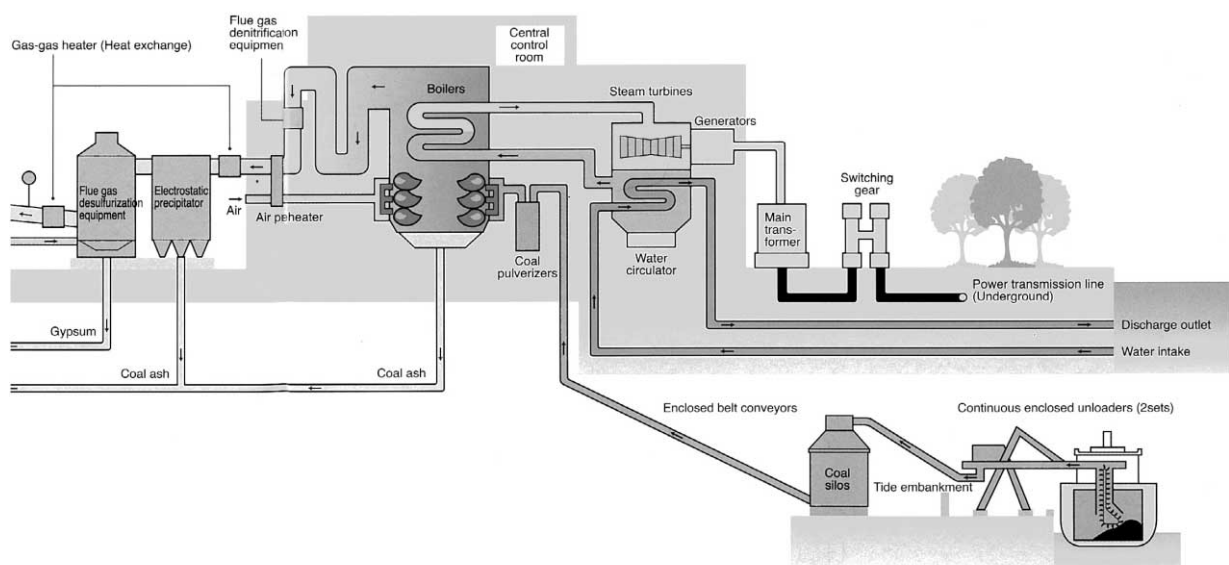 Flue gas
denitrification
equipmen
Gas-gas heater (Heat exchange)
Central
control
room
Boilers
Steam turbines
Generators
Flue gas
desulfurization
equipment
Electrostatic
precipitator
Air
Air peheater
Switching
gear
Main
trans-
former
Coal
pulverizers
Water
circulator
Power transmission line
(Underground)
Gypsum
Discharge outlet
Water intake
Coal ash
Coal ash
Enclosed belt conveyors
Continuous enclosed unloaders (2sets)
Coal
silos
Tide embankment